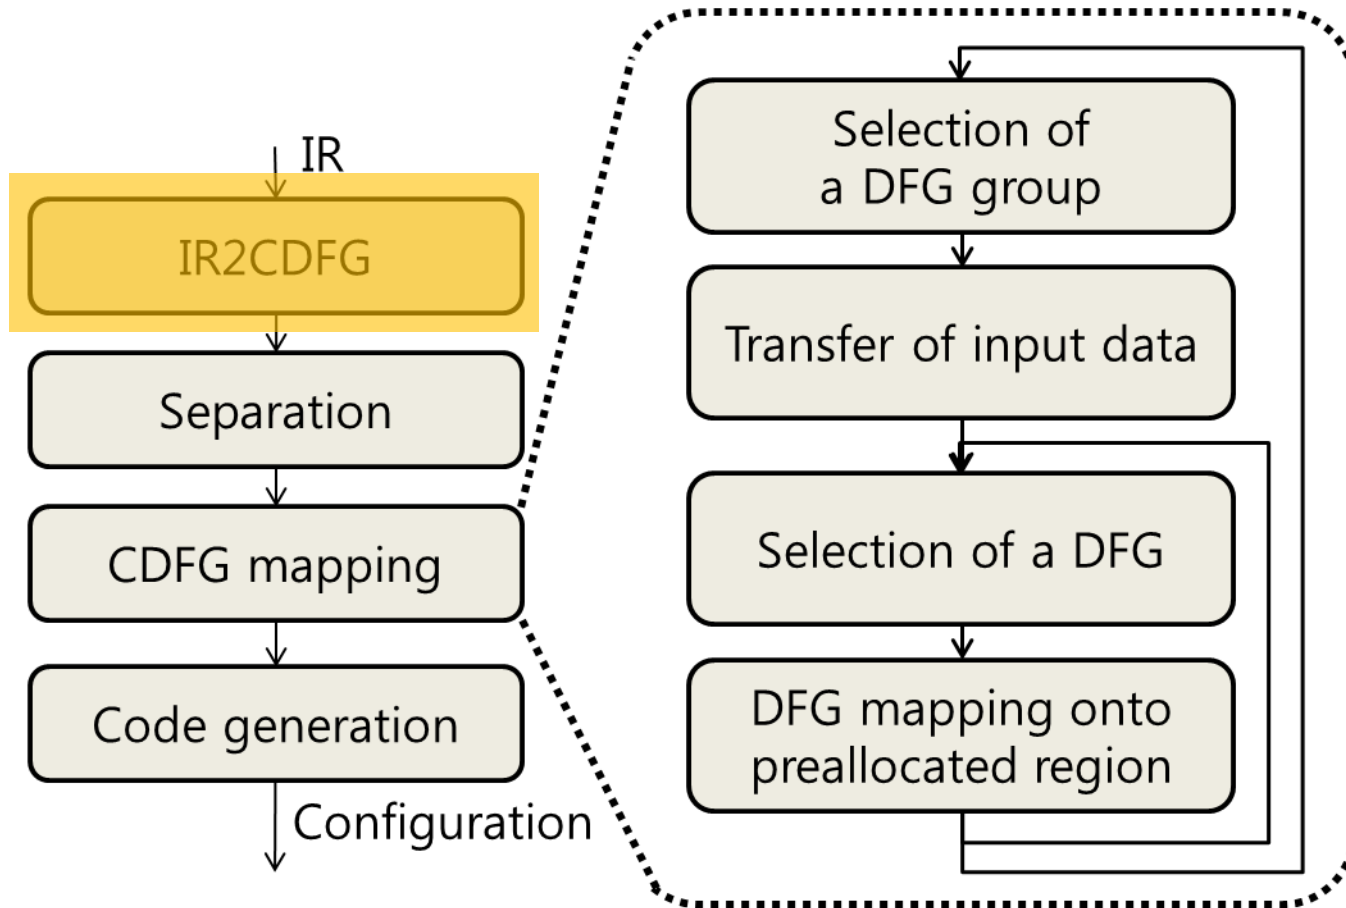 IR
IR2CDFG
Separation
CDFG mapping
Code generation
Configuration
Selection of
a DFG group
Transfer of input data
Selection of a DFG
DFG mapping onto
preallocated region